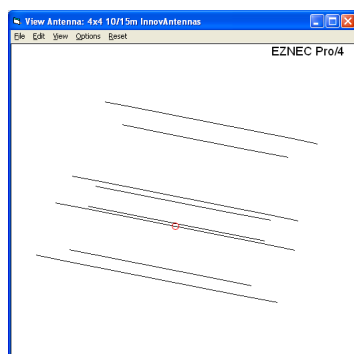 View Antenna: 4x4 10/15m InnovAntennas
File Edit View Options Reset
EZNEC Pro/4